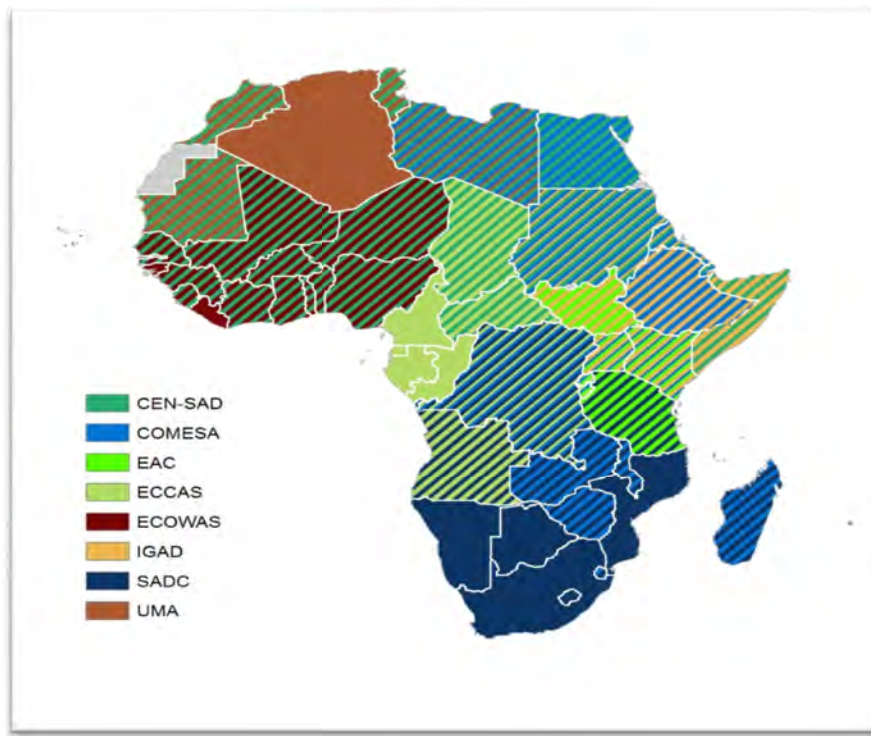 CEN-SAD
COMESA
EAC
ECCAS
ECOWAS
IGAD
SADC
UMA